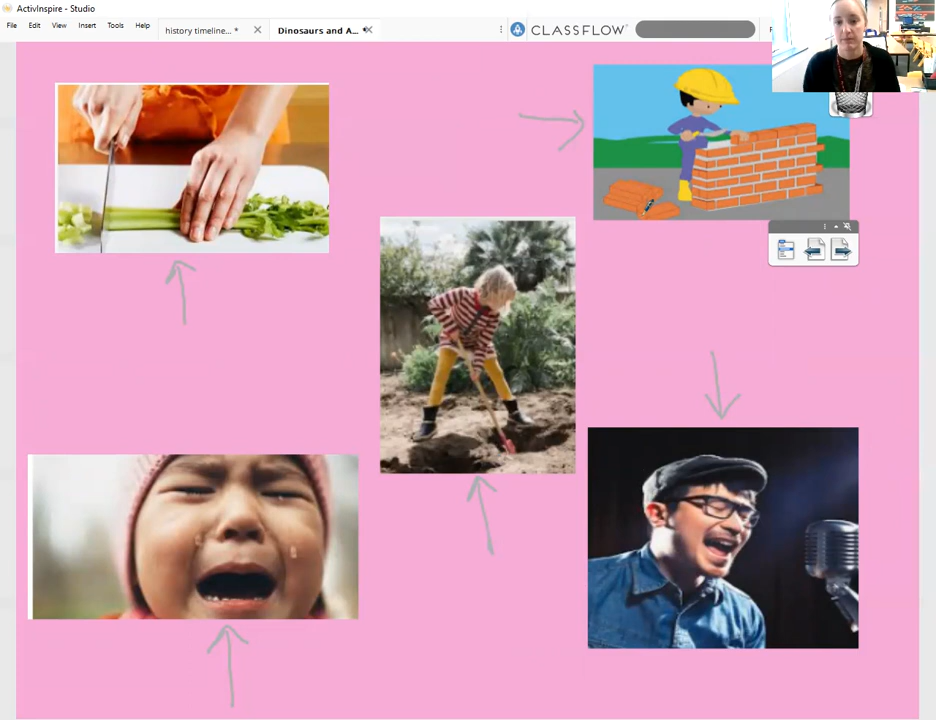 ActivInspire - Studio
File Edit View Insert Tools Help
history timeline... *
Dinosaurs and A...
CLASSFLOW